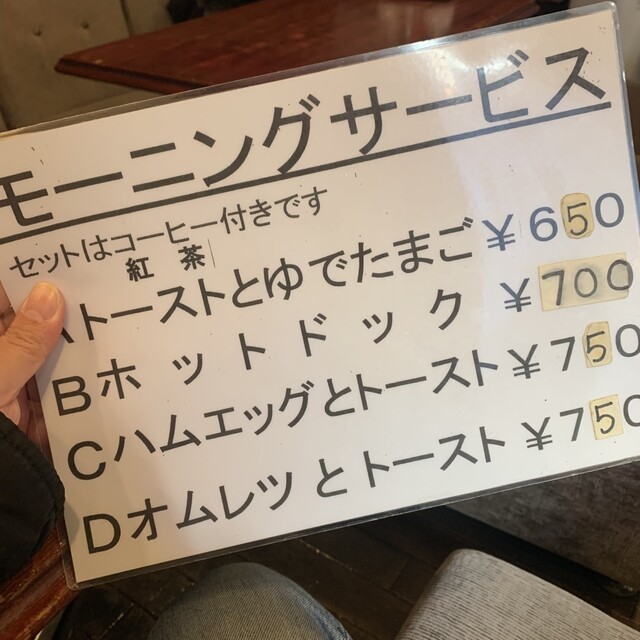 モーニングサービス
セットはコーヒー付きです
紅茶
トーストとゆでたまご ¥650
Bホットドック ¥700
Cハムエッグとトースト ¥750
Dオムレツとトースト ¥750